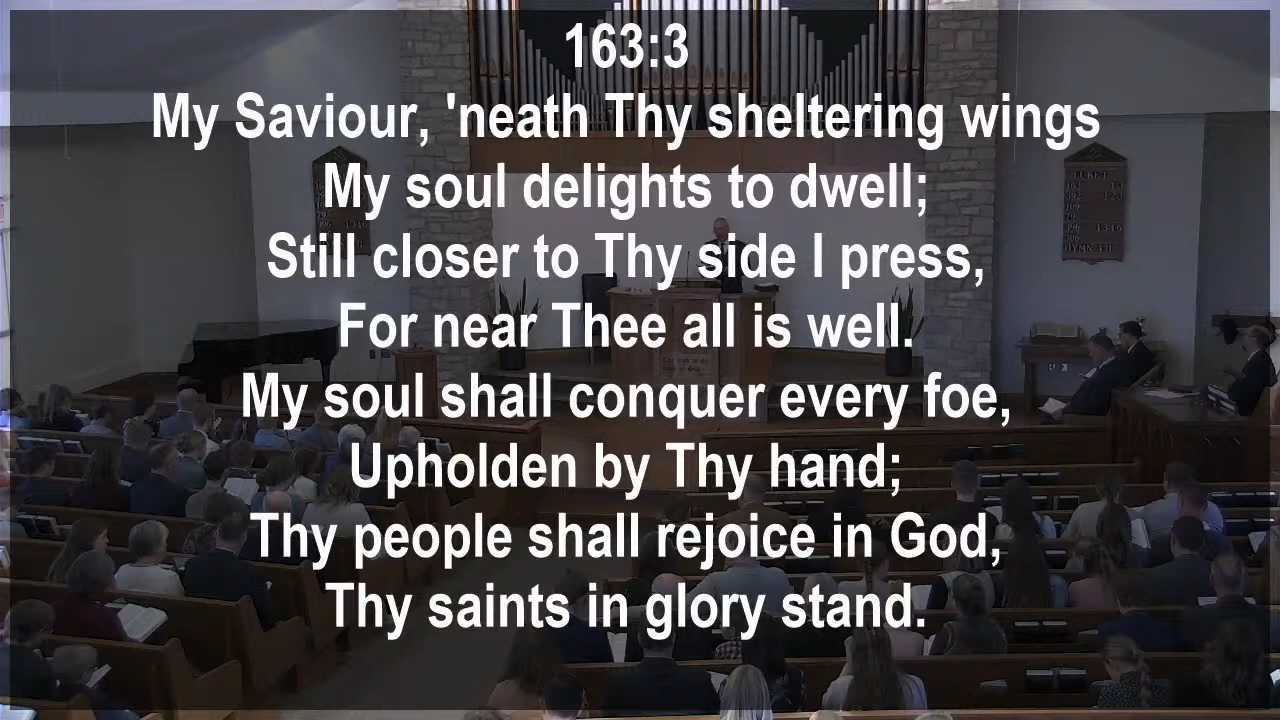 163:3
My Saviour, 'neath Thy sheltering wings
My soul delights to dwell;
Still closer to Thy side I press,
For near Thee all is well.
My soul shall conquer every foe,
Upholden by Thy hand;
Thy people shall rejoice in God,
Thy saints in glory stand.